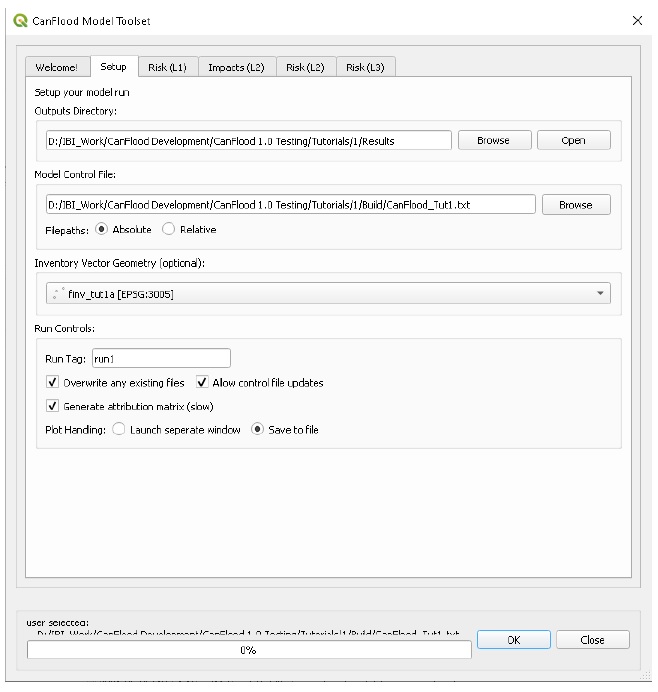 CanFlood Model Toolset
Welcome! Setup Risk (L1) Impacts (L2) Risk (L2) Risk (L3)
Setup your model run
Outputs Directory:
D:/IBI_Work/CanFlood Development/CanFlood 1.0 Testing/Tutorials/1/Results Browse Open
Model Control File:
D:/IBI_Work/CanFlood Development/CanFlood 1.0 Testing/Tutorials/1/Build/CanFlood_Tut1.txt Browse
Filepaths: Absolute Relative
Inventory Vector Geometry (optional):
finv_tut1a [EPSG:3005]
Run Controls:
Run Tag: run1
Overwrite any existing files Allow control file updates
Generate attribution matrix (slow)
Plot Handling: Launch seperate window Save to file
user selected:
D:/IBI_Work/CanFlood Development/CanFlood 1.0 Testing/Tutorials/1/Build/CanFlood_Tut1.txt
0% OK Close